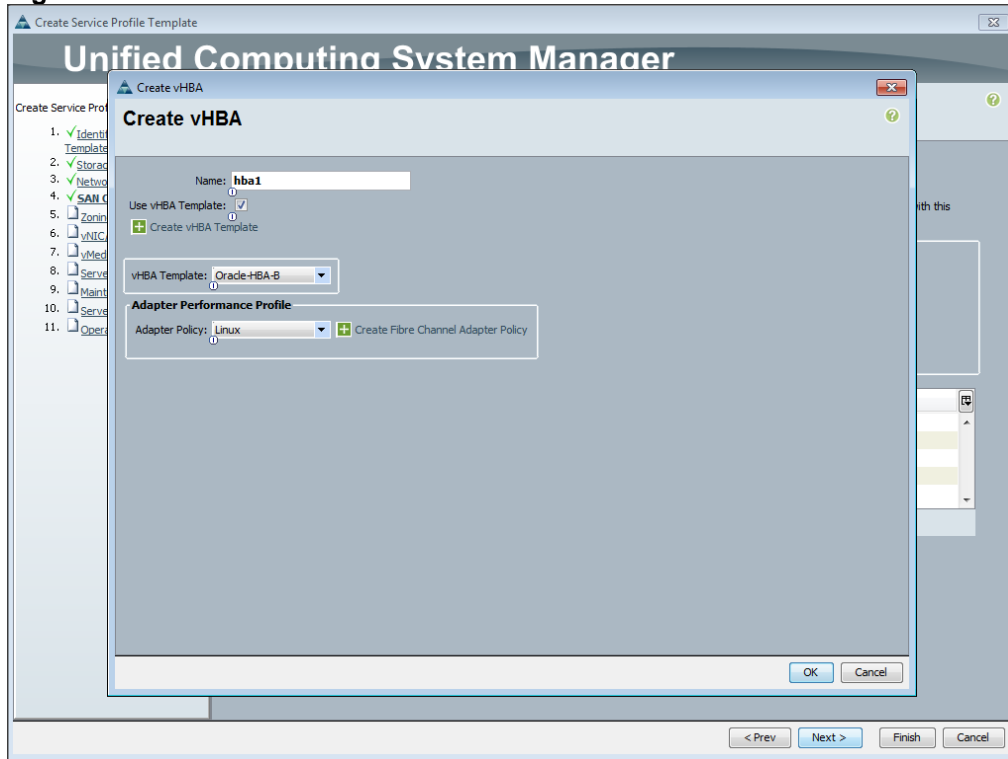 Create Service Profile Template
Unified Computing System Manager
Create Service Prof
1. Identif
Template
2. Storag
3. Netwo
4. SAN C
5. Zonin
6. vNIC/
7. vMed
8. Serve
9. Maint
10. Serve
11. Opera
Create vHBA
Create vHBA
Name: hba1
Use vHBA Template:
Create vHBA Template
vHBA Template: Oracle-HBA-B
Adapter Performance Profile
Adapter Policy: Linux Create Fibre Channel Adapter Policy
OK Cancel
with this
< Prev Next > Finish Cancel